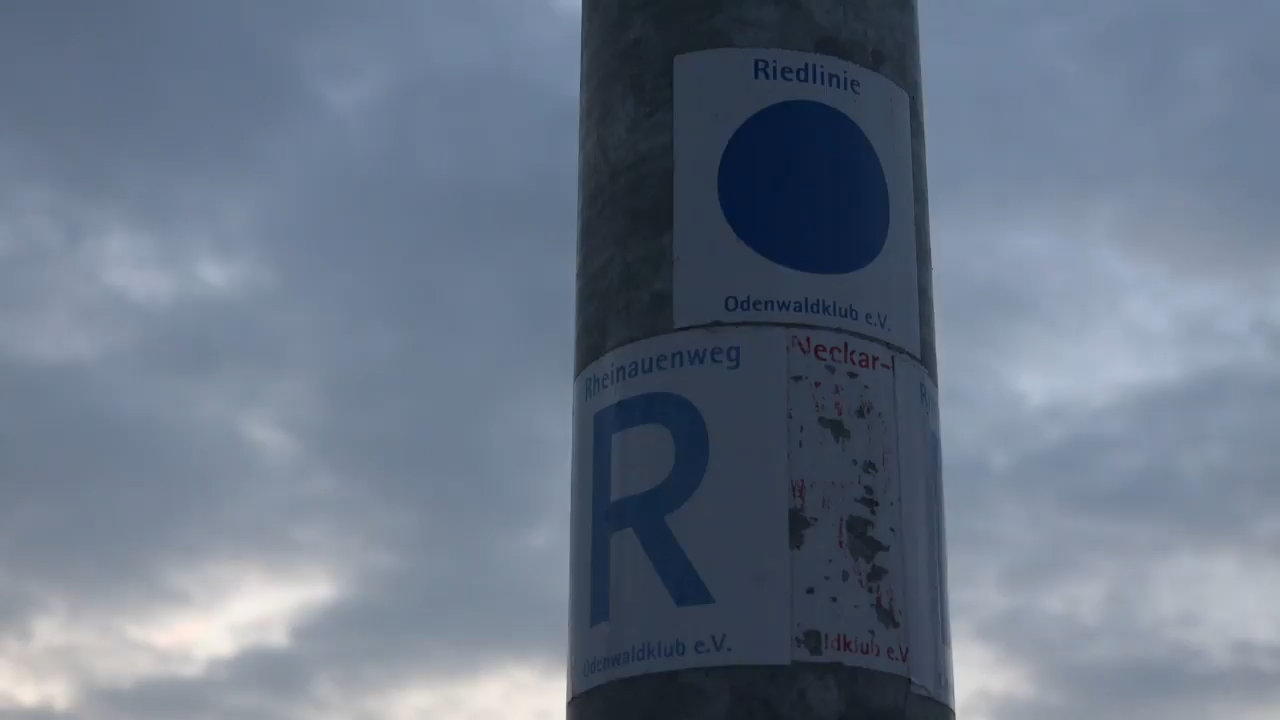 Riedlinie
Odenwaldklub e.V.
Rheinauenweg
R
Odenwaldklub e.V.
Neckar-
ldklub e.V